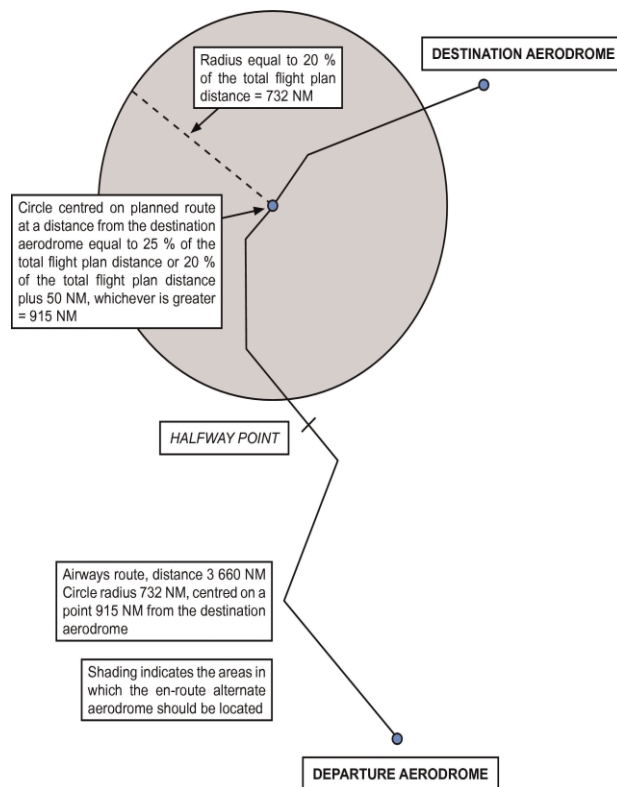 Radius equal to 20 %
of the total flight plan
distance = 732 NM
DESTINATION AERODROME
Circle centred on planned route
at a distance from the destination
aerodrome equal to 25 % of the
total flight plan distance or 20 %
of the total flight plan distance
plus 50 NM, whichever is greater
= 915 NM
HALFWAY POINT
Airways route, distance 3 660 NM
Circle radius 732 NM, centred on a
point 915 NM from the destination
aerodrome
Shading indicates the areas in
which the en-route alternate
aerodrome should be located
DEPARTURE AERODROME